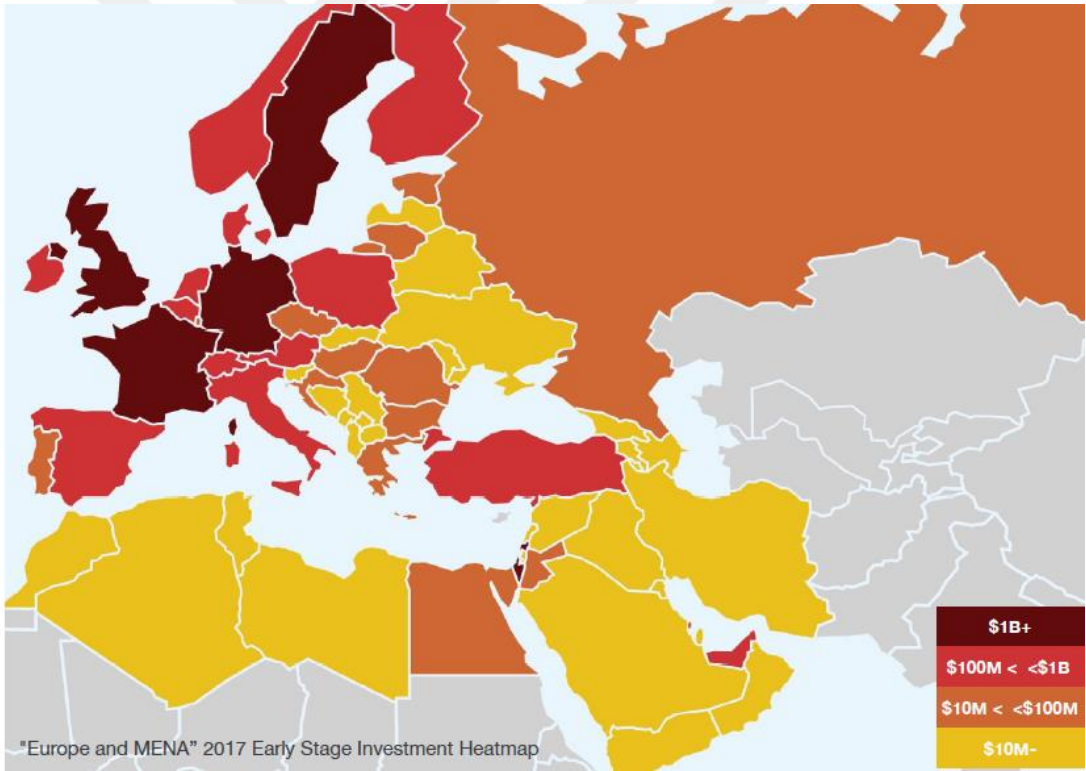 $1B+
$100M < <$1B
$10M < <$100M
$10M-
"Europe and MENA” 2017 Early Stage Investment Heatmap